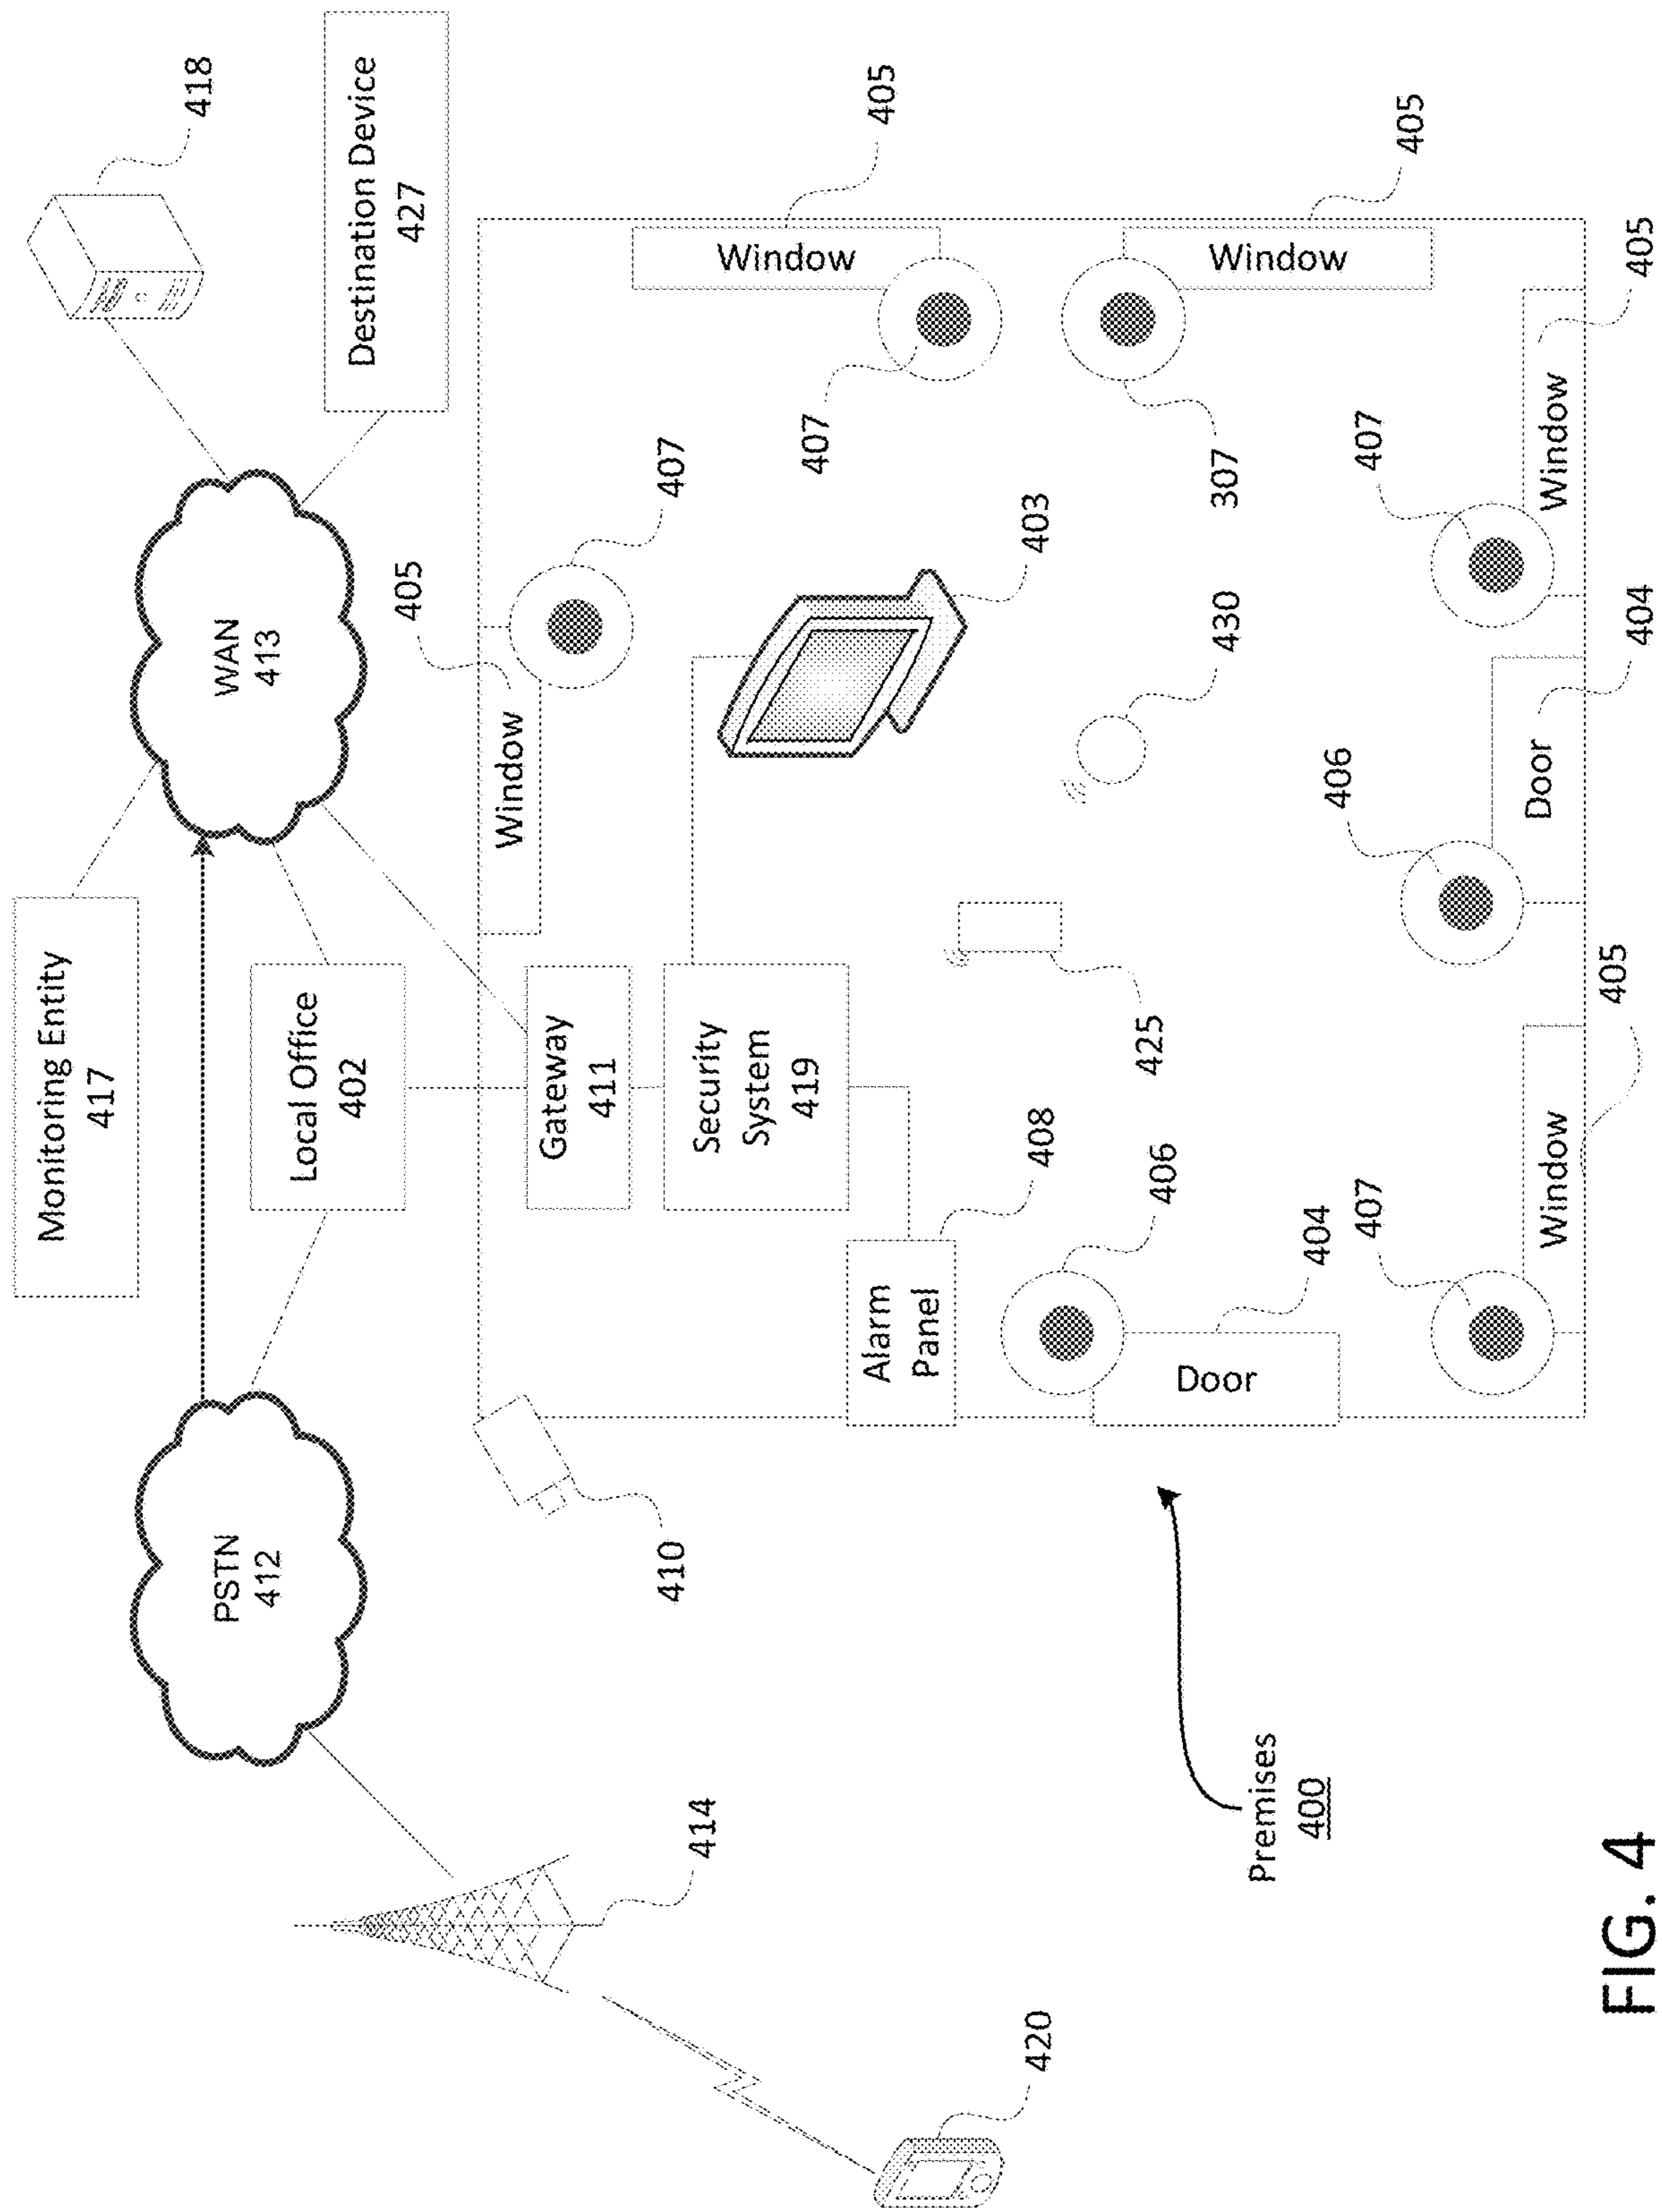 Monitoring Entity
417
418
PSTN
412
WAN
413
Local Office
402
Destination Device
427
405
Window
407
Gateway
411
410
414
Security
System
419
407
Window
405
Alarm
Panel
403
420
408
425
406
430
307
Door
404
Window
405
Premises
400
407
406
407
Window
Door
Window
405
404
405
FIG. 4